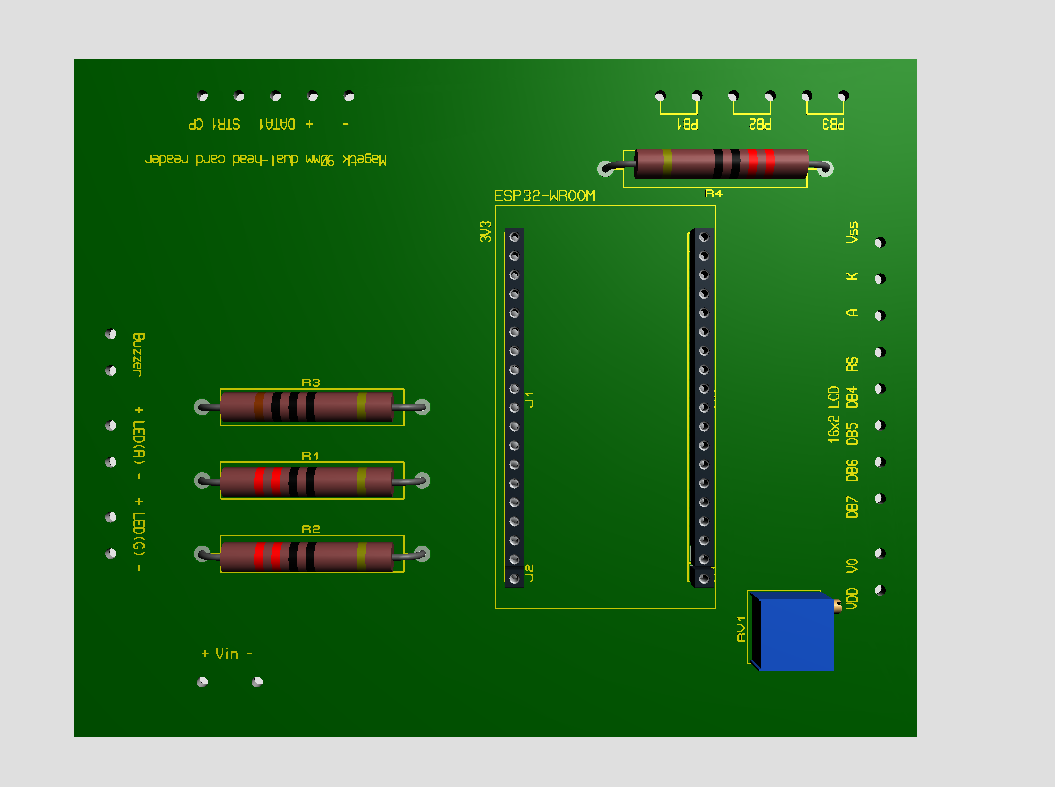 CP STR1 DATA1 + -
Magetk 90mm dual-head card reader
PB1 PB2 PB3
R4
ESP32-WROOM
3V3
J1
J2
Vss
K
A
RS
DB4
DB5
DB6
DB7
V0
VDD
16x2 LCD
RV1
Buzzer
+ LED(R) -
+ LED(G) -
R3
R1
R2
+ Vin -